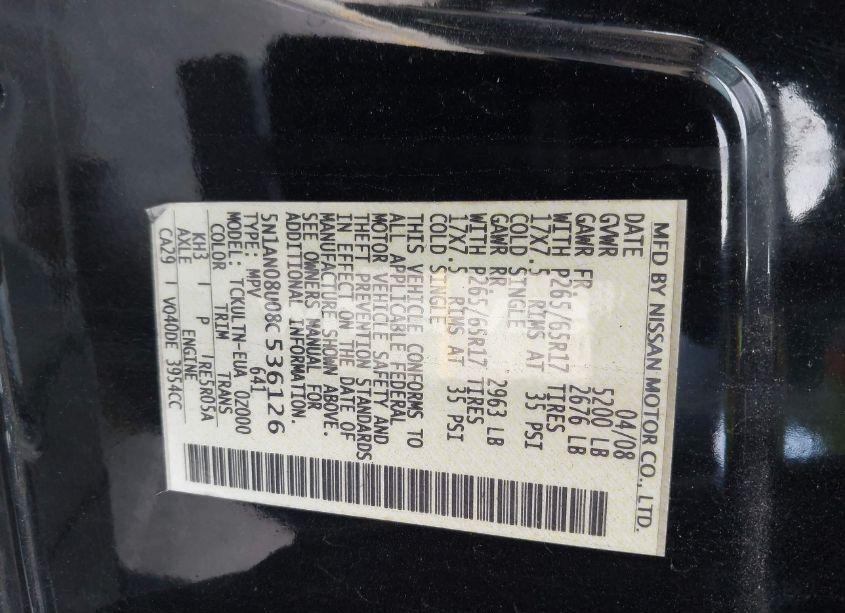 MFD BY NISSAN MOTOR CO., LTD.
DATE 04/08
GVWR 5200 LB
GAWR FR 2676 LB
WITH P265/65R17 TIRES
17X7.5 RIMS AT 35 PSI
COLD SINGLE
GAWR RR 2963 LB
WITH P265/65R17 TIRES
17X7.5 RIMS AT 35 PSI
COLD SINGLE
THIS VEHICLE CONFORMS TO
ALL APPLICABLE FEDERAL
MOTOR VEHICLE SAFETY AND
THEFT PREVENTION STANDARDS
IN EFFECT ON THE DATE OF
MANUFACTURE SHOWN ABOVE.
SEE OWNERS MANUAL FOR
ADDITIONAL INFORMATION.
5N1AN08U08C536126
TYPE: MPV 641
MODEL: TCKULTN-EUA 0Z000
COLOR TRIM TRANS
KH3 | P |RE5R05A
AXLE ENGINE
CA29 | VQ40DE 3954CC